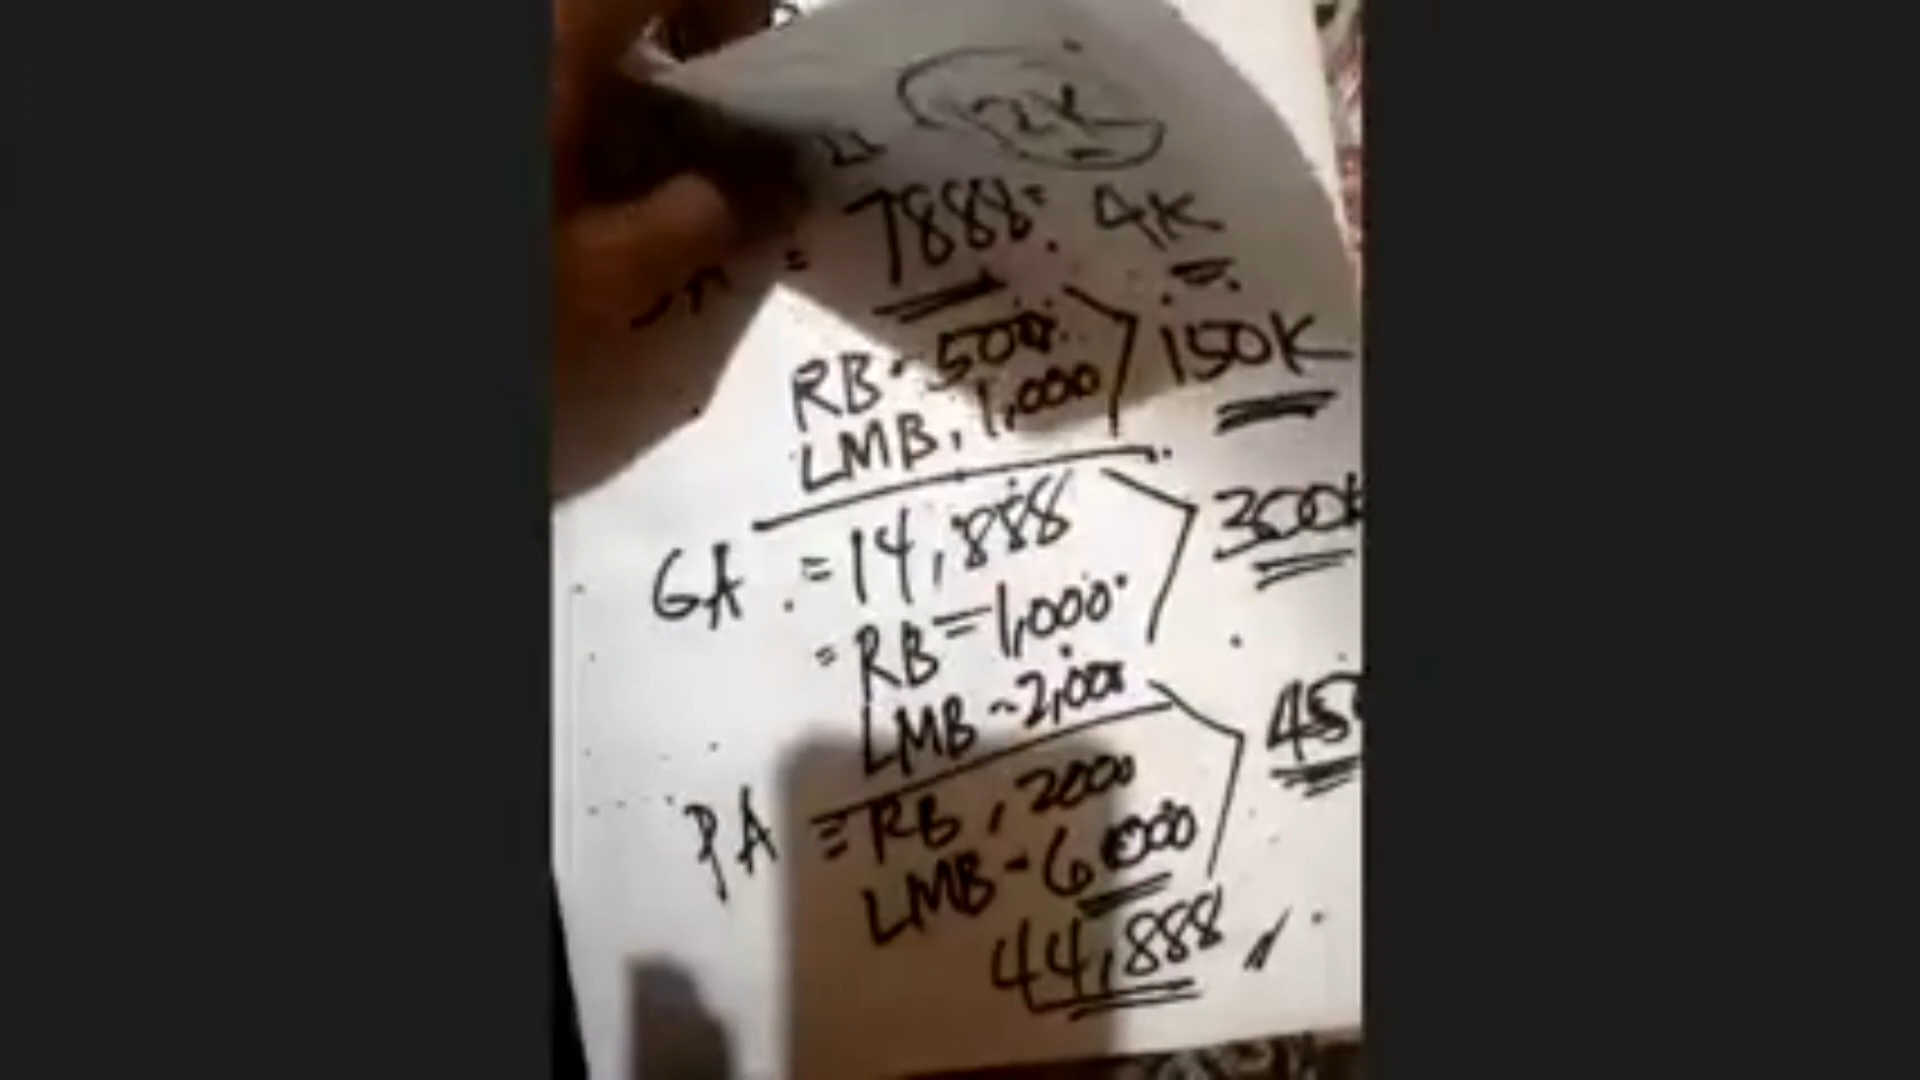 2K
= 7888 = 4K
RB - 500
LMB, 1,000
150K
GA = 14,888
300K
= RB = 1,000
LMB - 2,000
PA = RB, 2000
LMB - 6,000
44,888